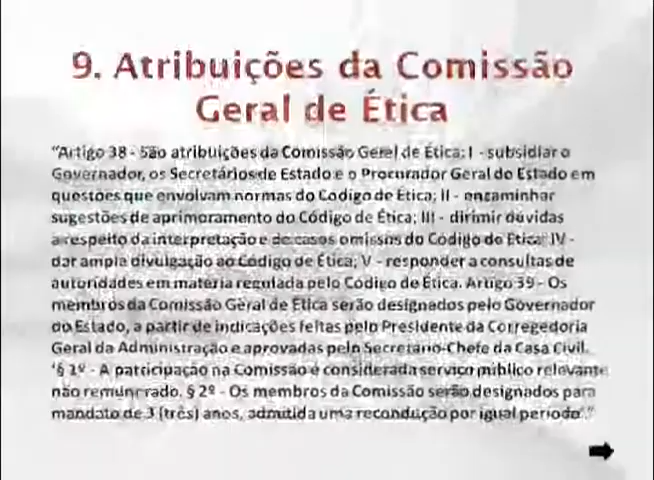 9. Atribuições da Comissão
Geral de Ética
"Artigo 38 - São atribuições da Comissão Geral de Ética: I - subsidiar o
Governador, os Secretários de Estado e o Procurador Geral do Estado em
questões que envolvam normas do Código de Ética; II - encaminhar
sugestões de aprimoramento do Código de Ética; III - dirimir dúvidas
a respeito da interpretação e de casos omissos do Código de Ética; IV -
dar ampla divulgação ao Código de Ética; V - responder a consultas de
autoridades em matéria regulada pelo Código de Ética. Artigo 39 - Os
membros da Comissão Geral de Ética serão designados pelo Governador
do Estado, a partir de indicações feitas pelo Presidente da Corregedoria
Geral da Administração e aprovadas pelo Secretário-Chefe da Casa Civil.
'§ 1º - A participação na Comissão é considerada serviço público relevante
não remunerado. § 2º - Os membros da Comissão serão designados para
mandato de 3 (três) anos, admitida uma recondução por igual período'."